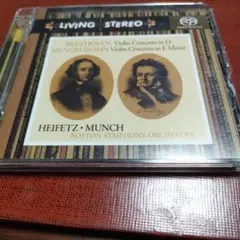 LIVING STEREO
BEETHOVEN Violin Concerto in D
MENDELSSOHN Violin Concerto in E Minor
HEIFETZ • MUNCH
BOSTON SYMPHONY ORCHESTRA